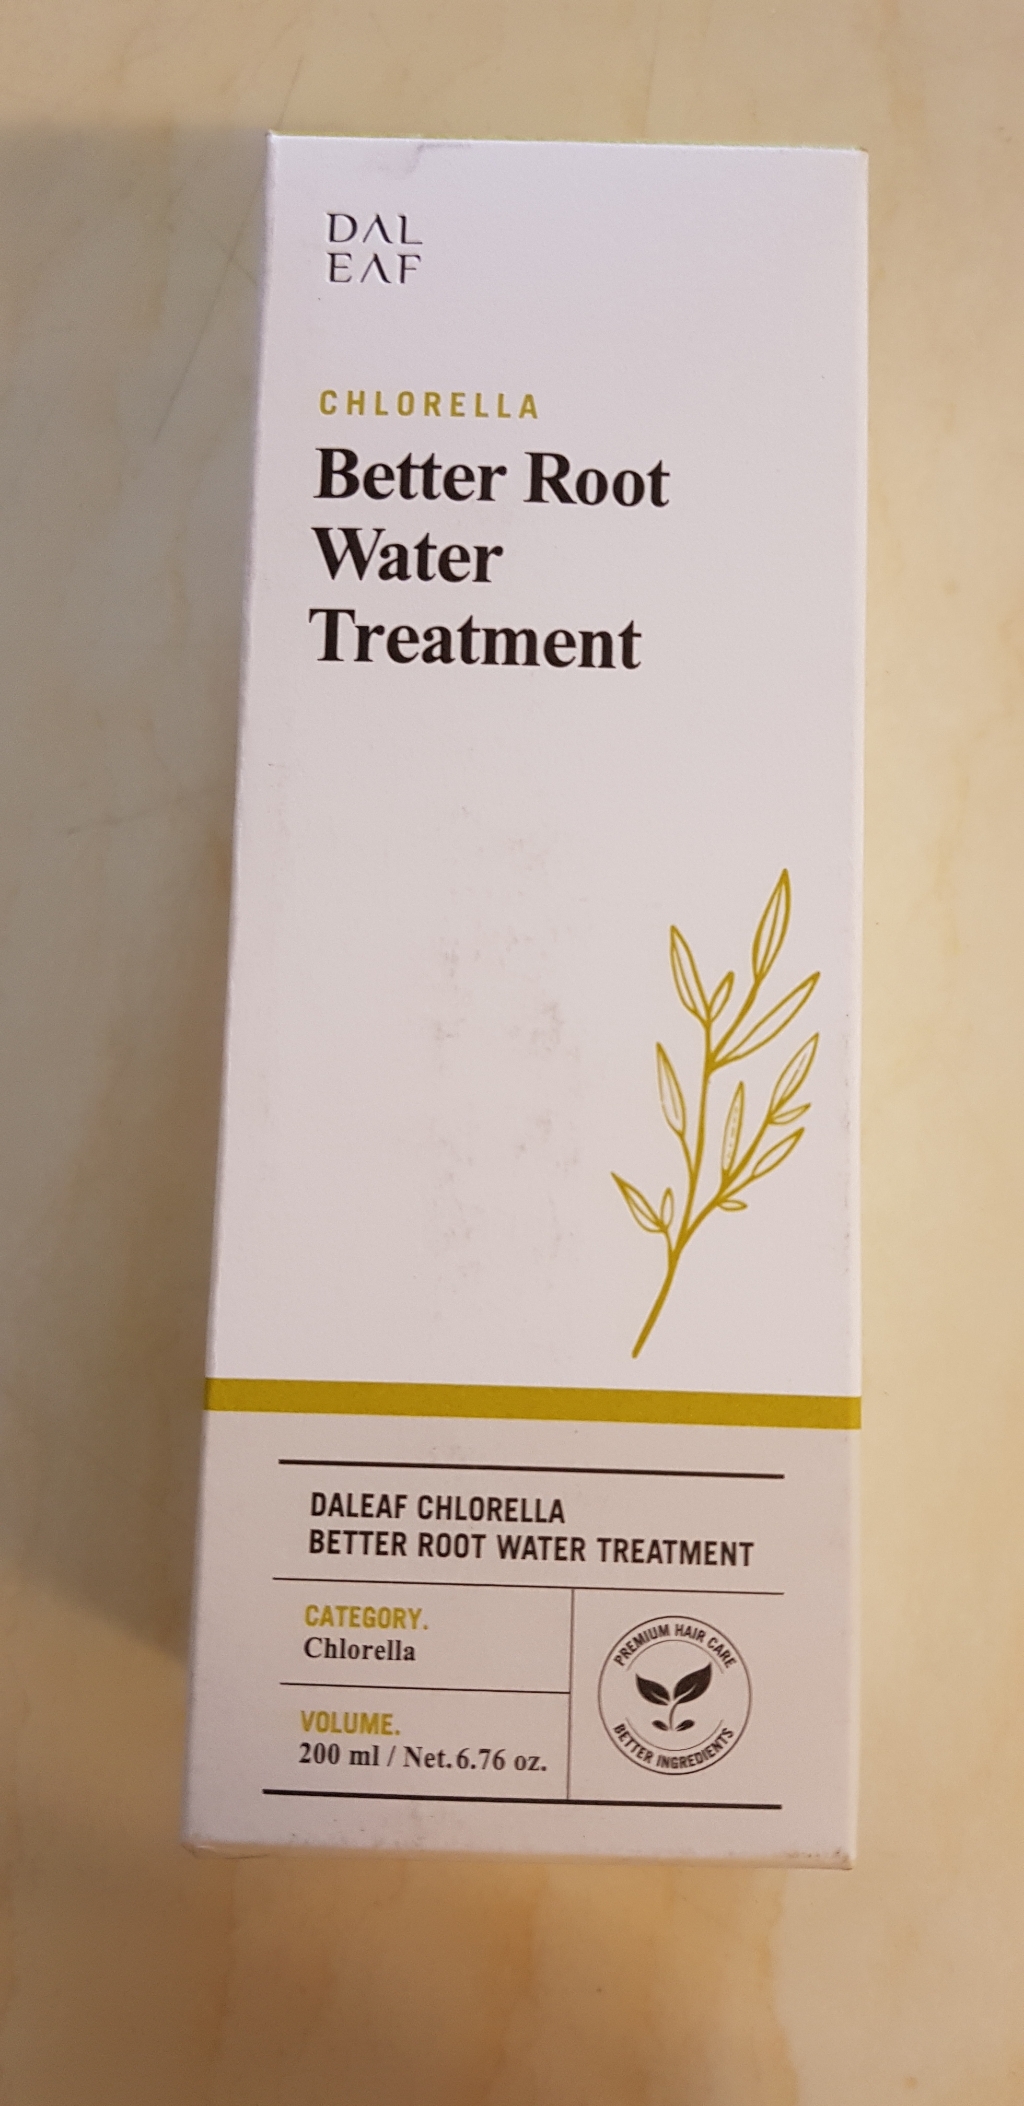 DAL
EAF
CHLORELLA
Better Root
Water
Treatment
DALEAF CHLORELLA
BETTER ROOT WATER TREATMENT
CATEGORY.
Chlorella
VOLUME.
200 ml / Net. 6.76 oz.
PREMIUM HAIR CARE
BETTER INGREDIENTS